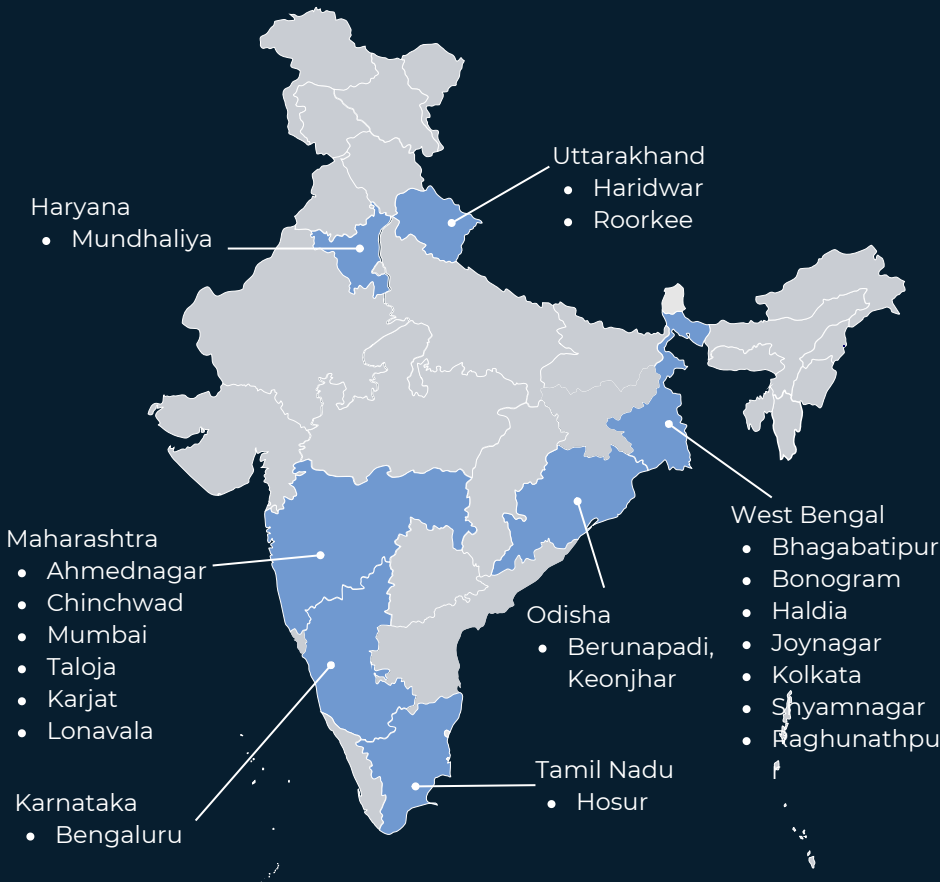 Uttarakhand
• Haridwar
• Roorkee
Haryana
• Mundhaliya
West Bengal
• Bhagabatipur
• Bonogram
• Haldia
• Joynagar
• Kolkata
• Shyamnagar
• Raghunathpu
Maharashtra
• Ahmednagar
• Chinchwad
• Mumbai
• Taloja
• Karjat
• Lonavala
Odisha
• Berunapadi,
Keonjhar
Tamil Nadu
• Hosur
Karnataka
• Bengaluru